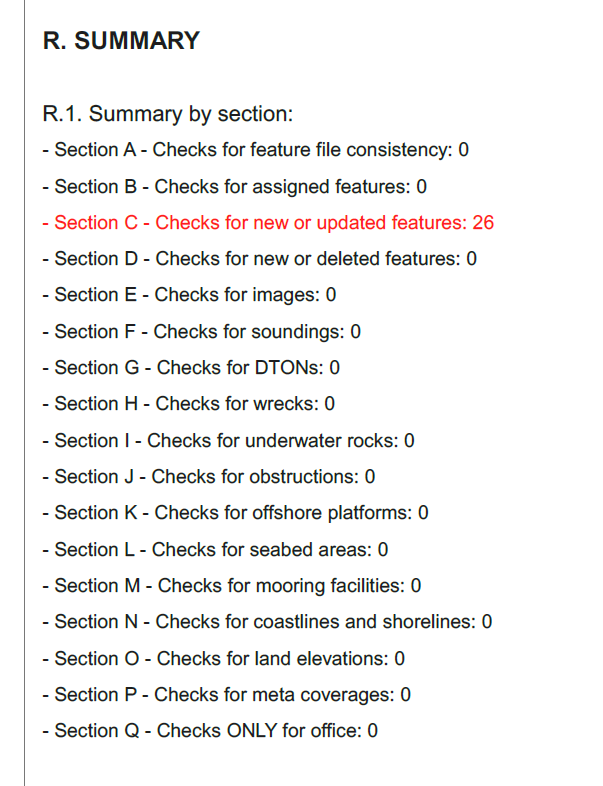 R. SUMMARY
R.1. Summary by section:
- Section A - Checks for feature file consistency: 0
- Section B - Checks for assigned features: 0
- Section C - Checks for new or updated features: 26
- Section D - Checks for new or deleted features: 0
- Section E - Checks for images: 0
- Section F - Checks for soundings: 0
- Section G - Checks for DTONs: 0
- Section H - Checks for wrecks: 0
- Section I - Checks for underwater rocks: 0
- Section J - Checks for obstructions: 0
- Section K - Checks for offshore platforms: 0
- Section L - Checks for seabed areas: 0
- Section M - Checks for mooring facilities: 0
- Section N - Checks for coastlines and shorelines: 0
- Section O - Checks for land elevations: 0
- Section P - Checks for meta coverages: 0
- Section Q - Checks ONLY for office: 0